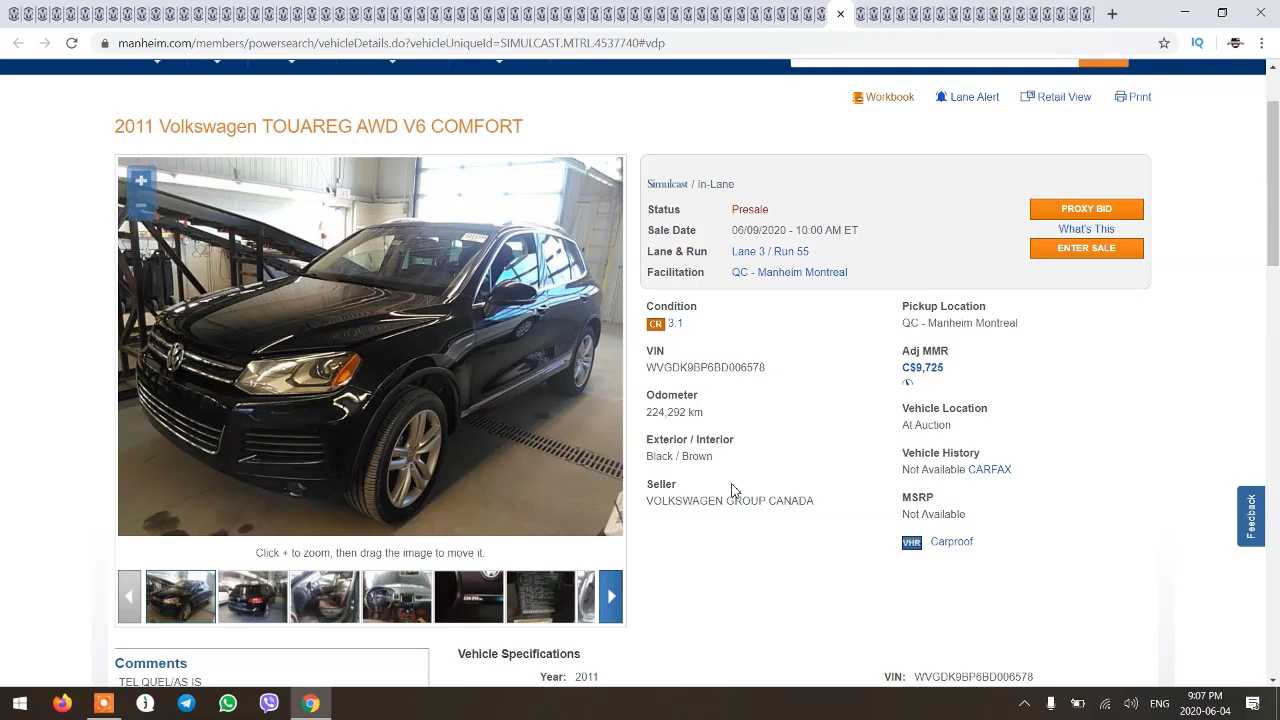 manheim.com/members/powersearch/vehicleDetails.do?vehicleUniqueId=SIMULCAST.MTRL.4537740#vdp
Workbook
Lane Alert
Retail View
Print
2011 Volkswagen TOUAREG AWD V6 COMFORT
Simulcast / In-Lane
Status Presale
PROXY BID
Sale Date 06/09/2020 - 10:00 AM ET
What's This
Lane & Run Lane 3 / Run 55
ENTER SALE
Facilitation QC - Manheim Montreal
Condition
CR 3.1
VIN
WVGDK9BP6BD006578
Odometer
224,292 km
Exterior / Interior
Black / Brown
Seller
VOLKSWAGEN GROUP CANADA
Pickup Location
QC - Manheim Montreal
Adj MMR
C$9,725
Vehicle Location
At Auction
Vehicle History
Not Available CARFAX
MSRP
Not Available
VHR Carproof
Feedback
Click + to zoom, then drag the image to move it.
Comments
TEL QUEL/AS IS
Vehicle Specifications
Year: 2011
VIN: WVGDK9BP6BD006578
ENG
9:07 PM
2020-06-04